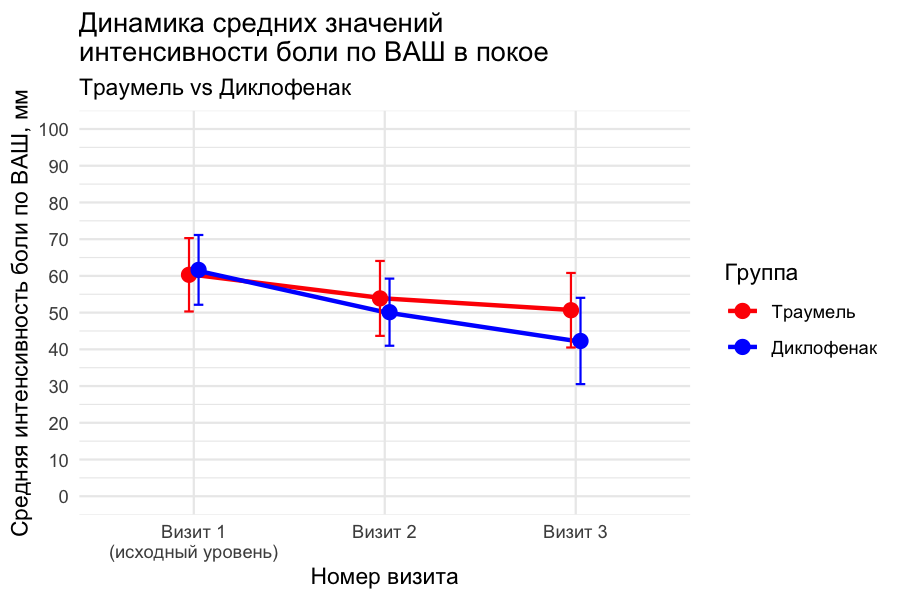 Динамика средних значений
интенсивности боли по ВАШ в покое
Траумель vs Диклофенак
Средняя интенсивность боли по ВАШ, мм
100
90
80
70
60
50
40
30
20
10
0
Визит 1
(исходный уровень)
Визит 2
Визит 3
Номер визита
Группа
Траумель
Диклофенак